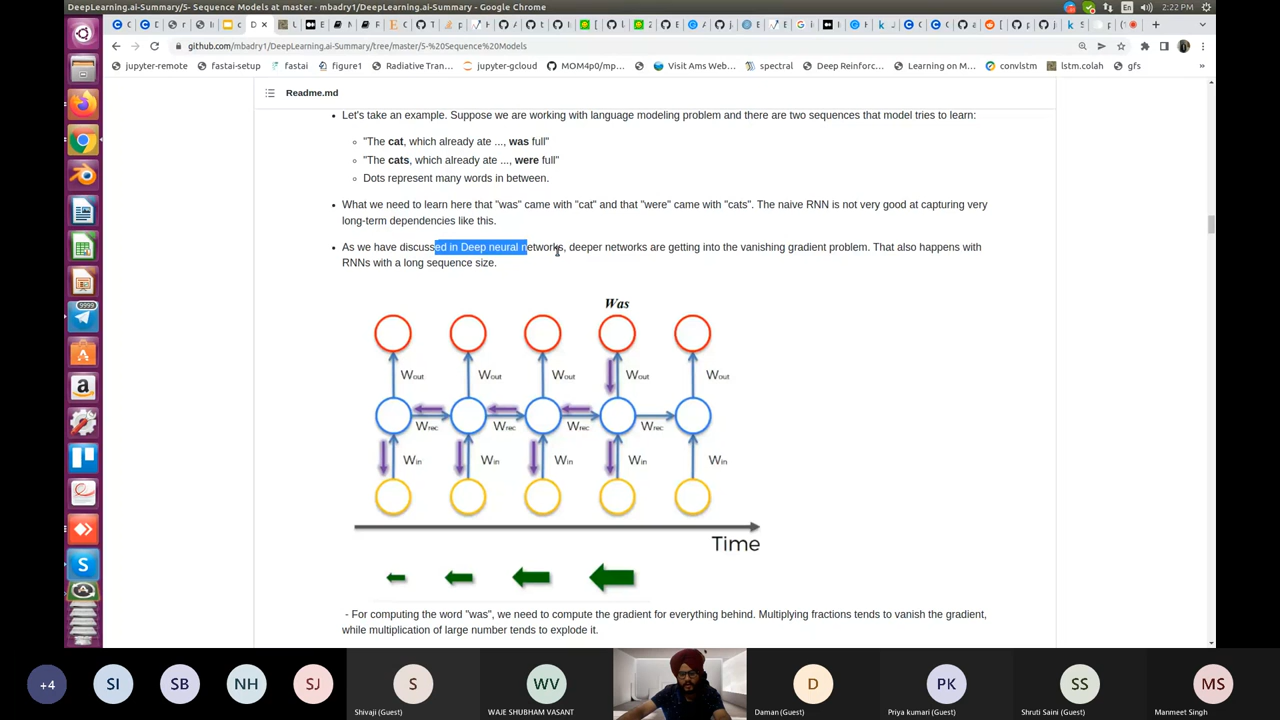 DeepLearning.ai-Summary/5- Sequence Models at master · mbadry1/DeepLearning.ai-Summary - Google Chrome
En
2:22 PM
github.com/mbadry1/DeepLearning.ai-Summary/tree/master/5-%20Sequence%20Models
jupyter-remote
fastai-setup
fastai
figure1
Radiative Tran...
jupyter-gcloud
MOM4p0/mp...
Visit Ams Web...
spectral
Deep Reinforc...
Learning on M...
convlstm
lstm.colah
gfs
Readme.md
Let's take an example. Suppose we are working with language modeling problem and there are two sequences that model tries to learn:
"The cat, which already ate ..., was full"
"The cats, which already ate ..., were full"
Dots represent many words in between.
What we need to learn here that "was" came with "cat" and that "were" came with "cats". The naive RNN is not very good at capturing very
long-term dependencies like this.
As we have discussed in Deep neural networks, deeper networks are getting into the vanishing gradient problem. That also happens with
RNNs with a long sequence size.
Was
Wout Wout Wout Wout Wout
Wrec Wrec Wrec Wrec
Win Win Win Win Win
Time
- For computing the word "was", we need to compute the gradient for everything behind. Multiplying fractions tends to vanish the gradient,
while multiplication of large number tends to explode it.
+4
SI
SB
NH
SJ
S
Shivaji (Guest)
WV
WAJE SHUBHAM VASANT
D
Daman (Guest)
PK
Priya kumari (Guest)
SS
Shruti Saini (Guest)
MS
Manmeet Singh